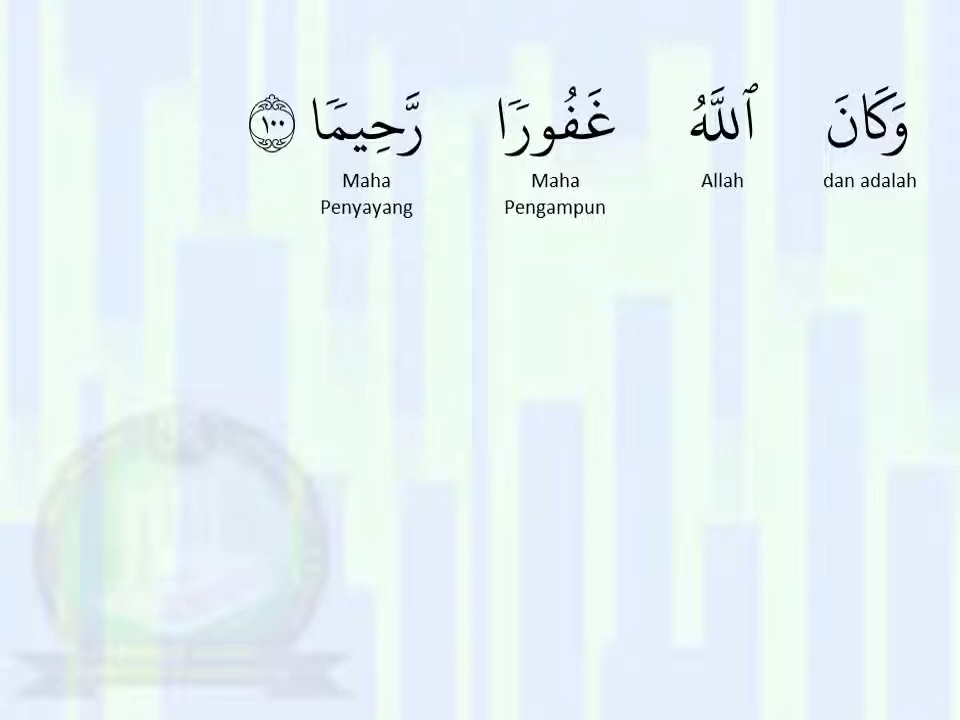 وَكَانَ ٱللَّهُ غَفُورًا رَّحِيمًا ١٠٠
dan adalah Allah Maha Maha
Pengampun Penyayang